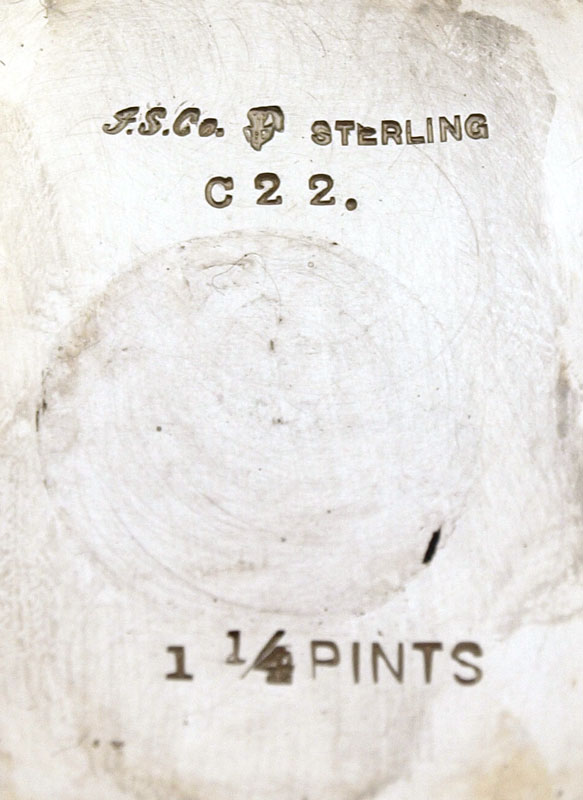 F.S.Co. STERLING
C 2 2.
1 1/4 PINTS